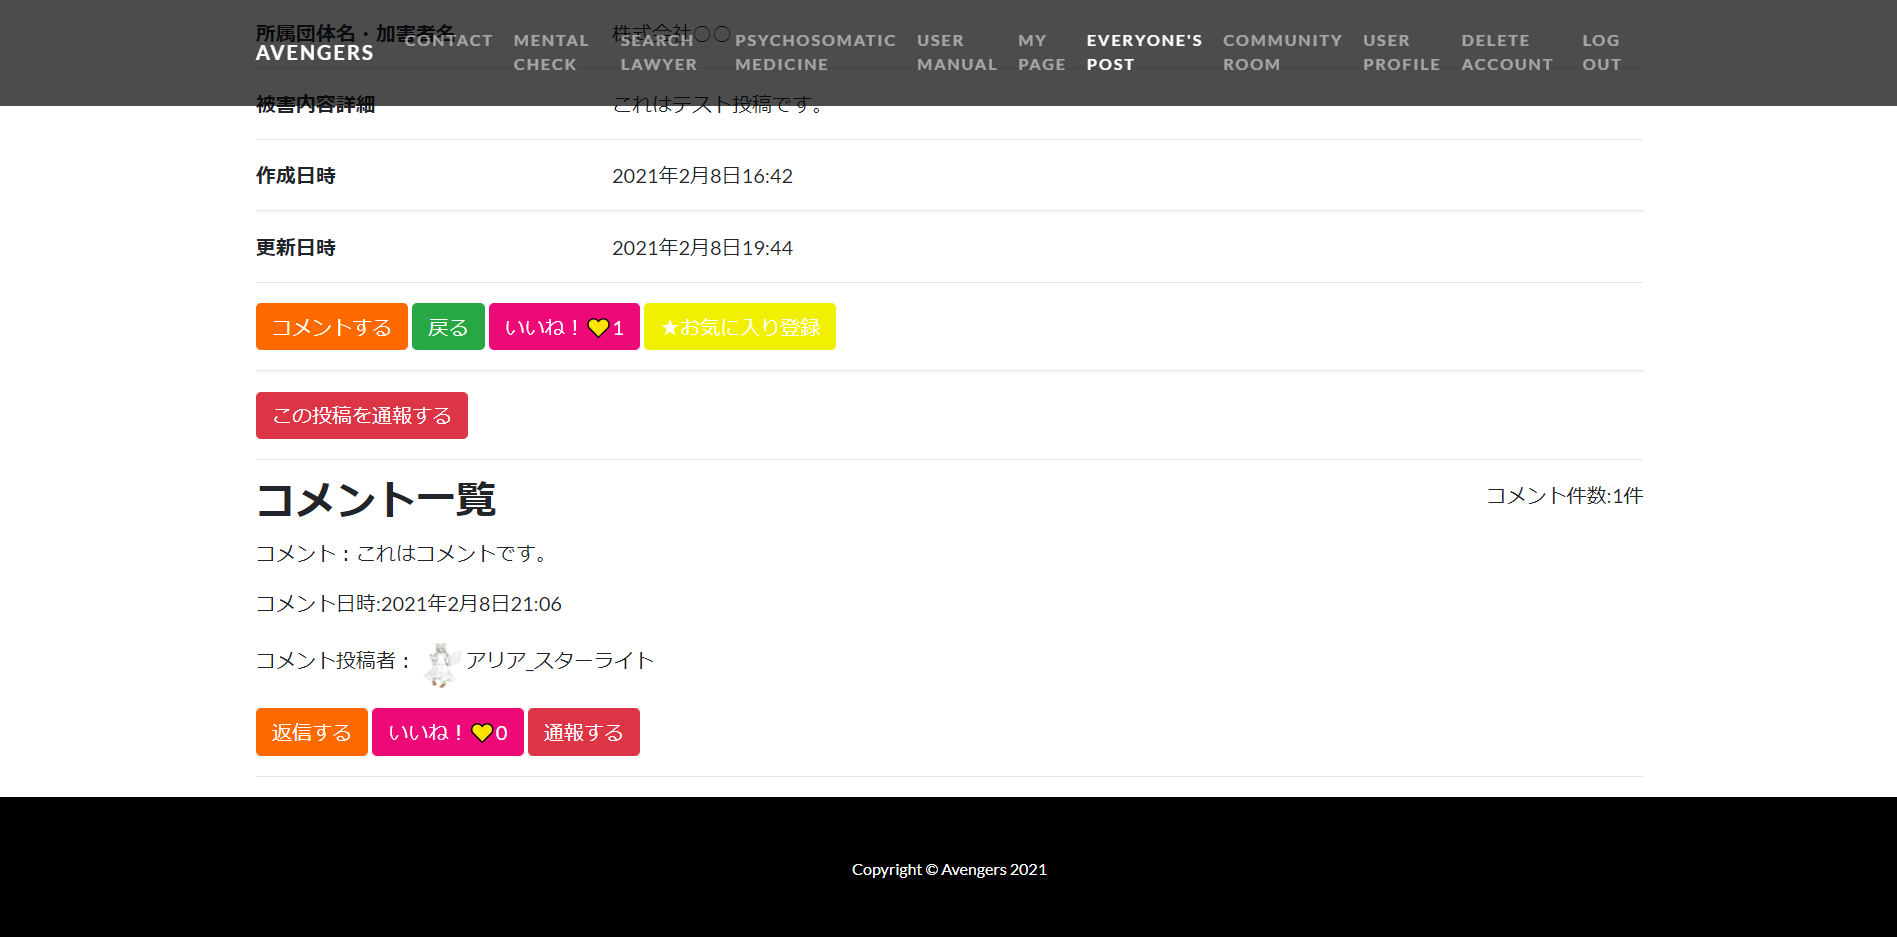 所属団体名・加害者名 株式会社○○
AVENGERS
CONTACT
MENTAL CHECK
SEARCH LAWYER
PSYCHOSOMATIC MEDICINE
USER MANUAL
MY PAGE
EVERYONE'S POST
COMMUNITY ROOM
USER PROFILE
DELETE ACCOUNT
LOG OUT
被害内容詳細 これはテスト投稿です。
作成日時 2021年2月8日16:42
更新日時 2021年2月8日19:44
コメントする 戻る いいね！💛1 ★お気に入り登録
この投稿を通報する
コメント一覧 コメント件数:1件
コメント：これはコメントです。
コメント日時:2021年2月8日21:06
コメント投稿者： アリア_スターライト
返信する いいね！💛0 通報する
Copyright © Avengers 2021